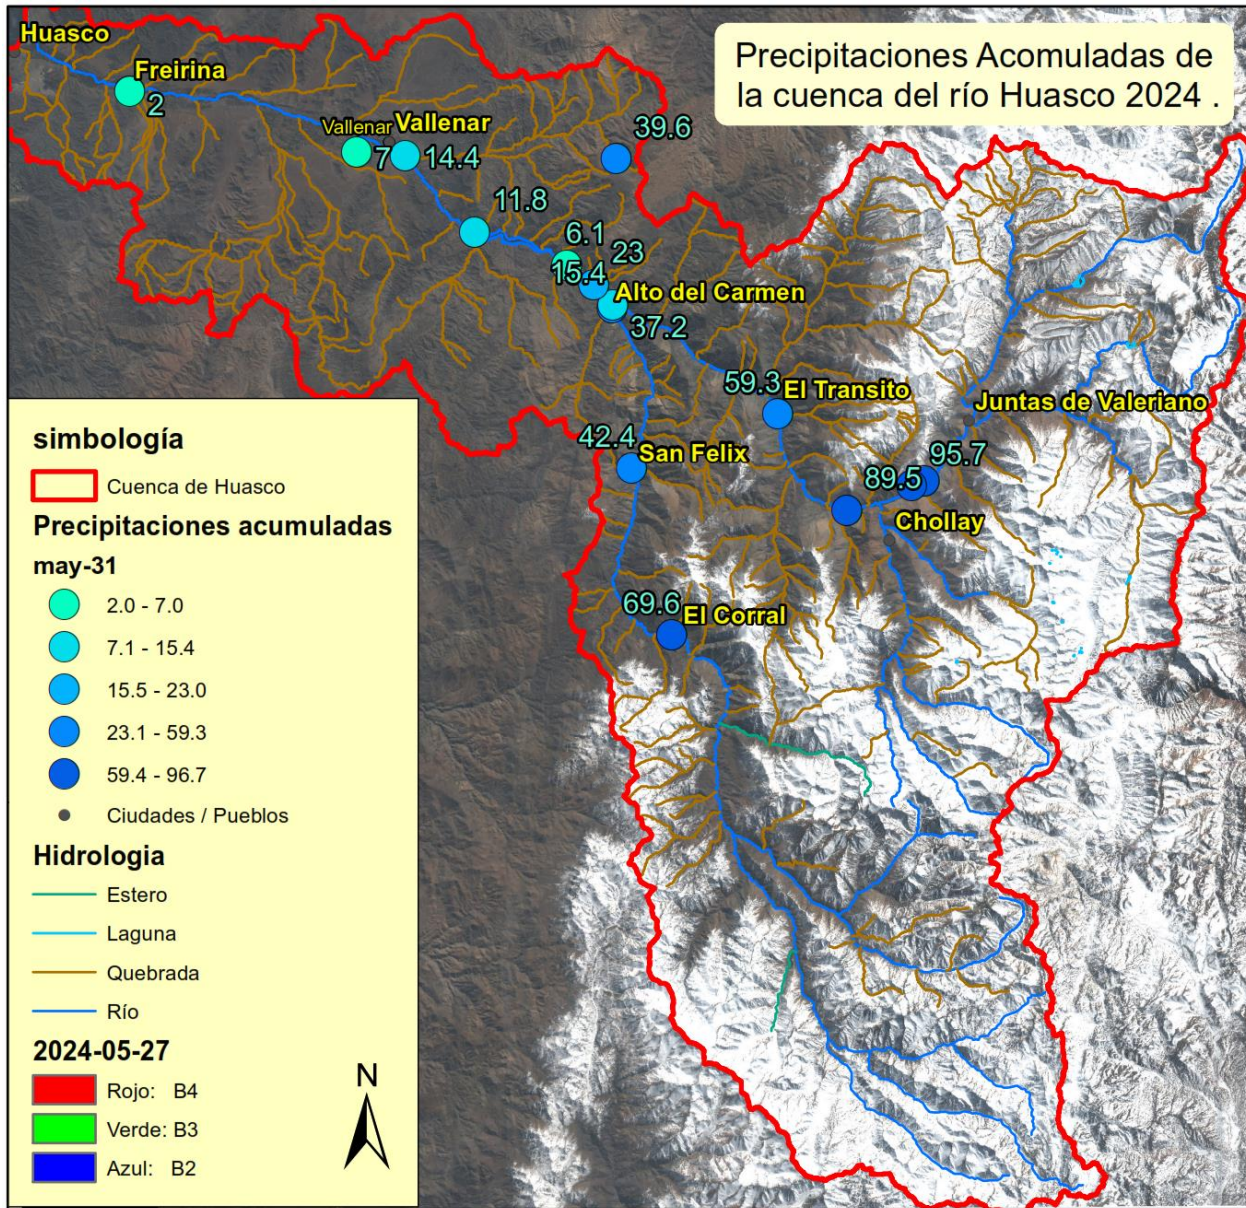 Huasco
Precipitaciones Acomuladas de
la cuenca del río Huasco 2024 .
Freirina
2
Vallenar
Vallenar
7
14.4
39.6
11.8
6.1
23
15.4
Alto del Carmen
37.2
59.3
El Transito
Juntas de Valeriano
42.4
San Felix
95.7
89.5
Chollay
69.6
El Corral
simbología
Cuenca de Huasco
Precipitaciones acumuladas
may-31
2.0 - 7.0
7.1 - 15.4
15.5 - 23.0
23.1 - 59.3
59.4 - 96.7
Ciudades / Pueblos
Hidrologia
Estero
Laguna
Quebrada
Río
2024-05-27
Rojo: B4
Verde: B3
Azul: B2
N